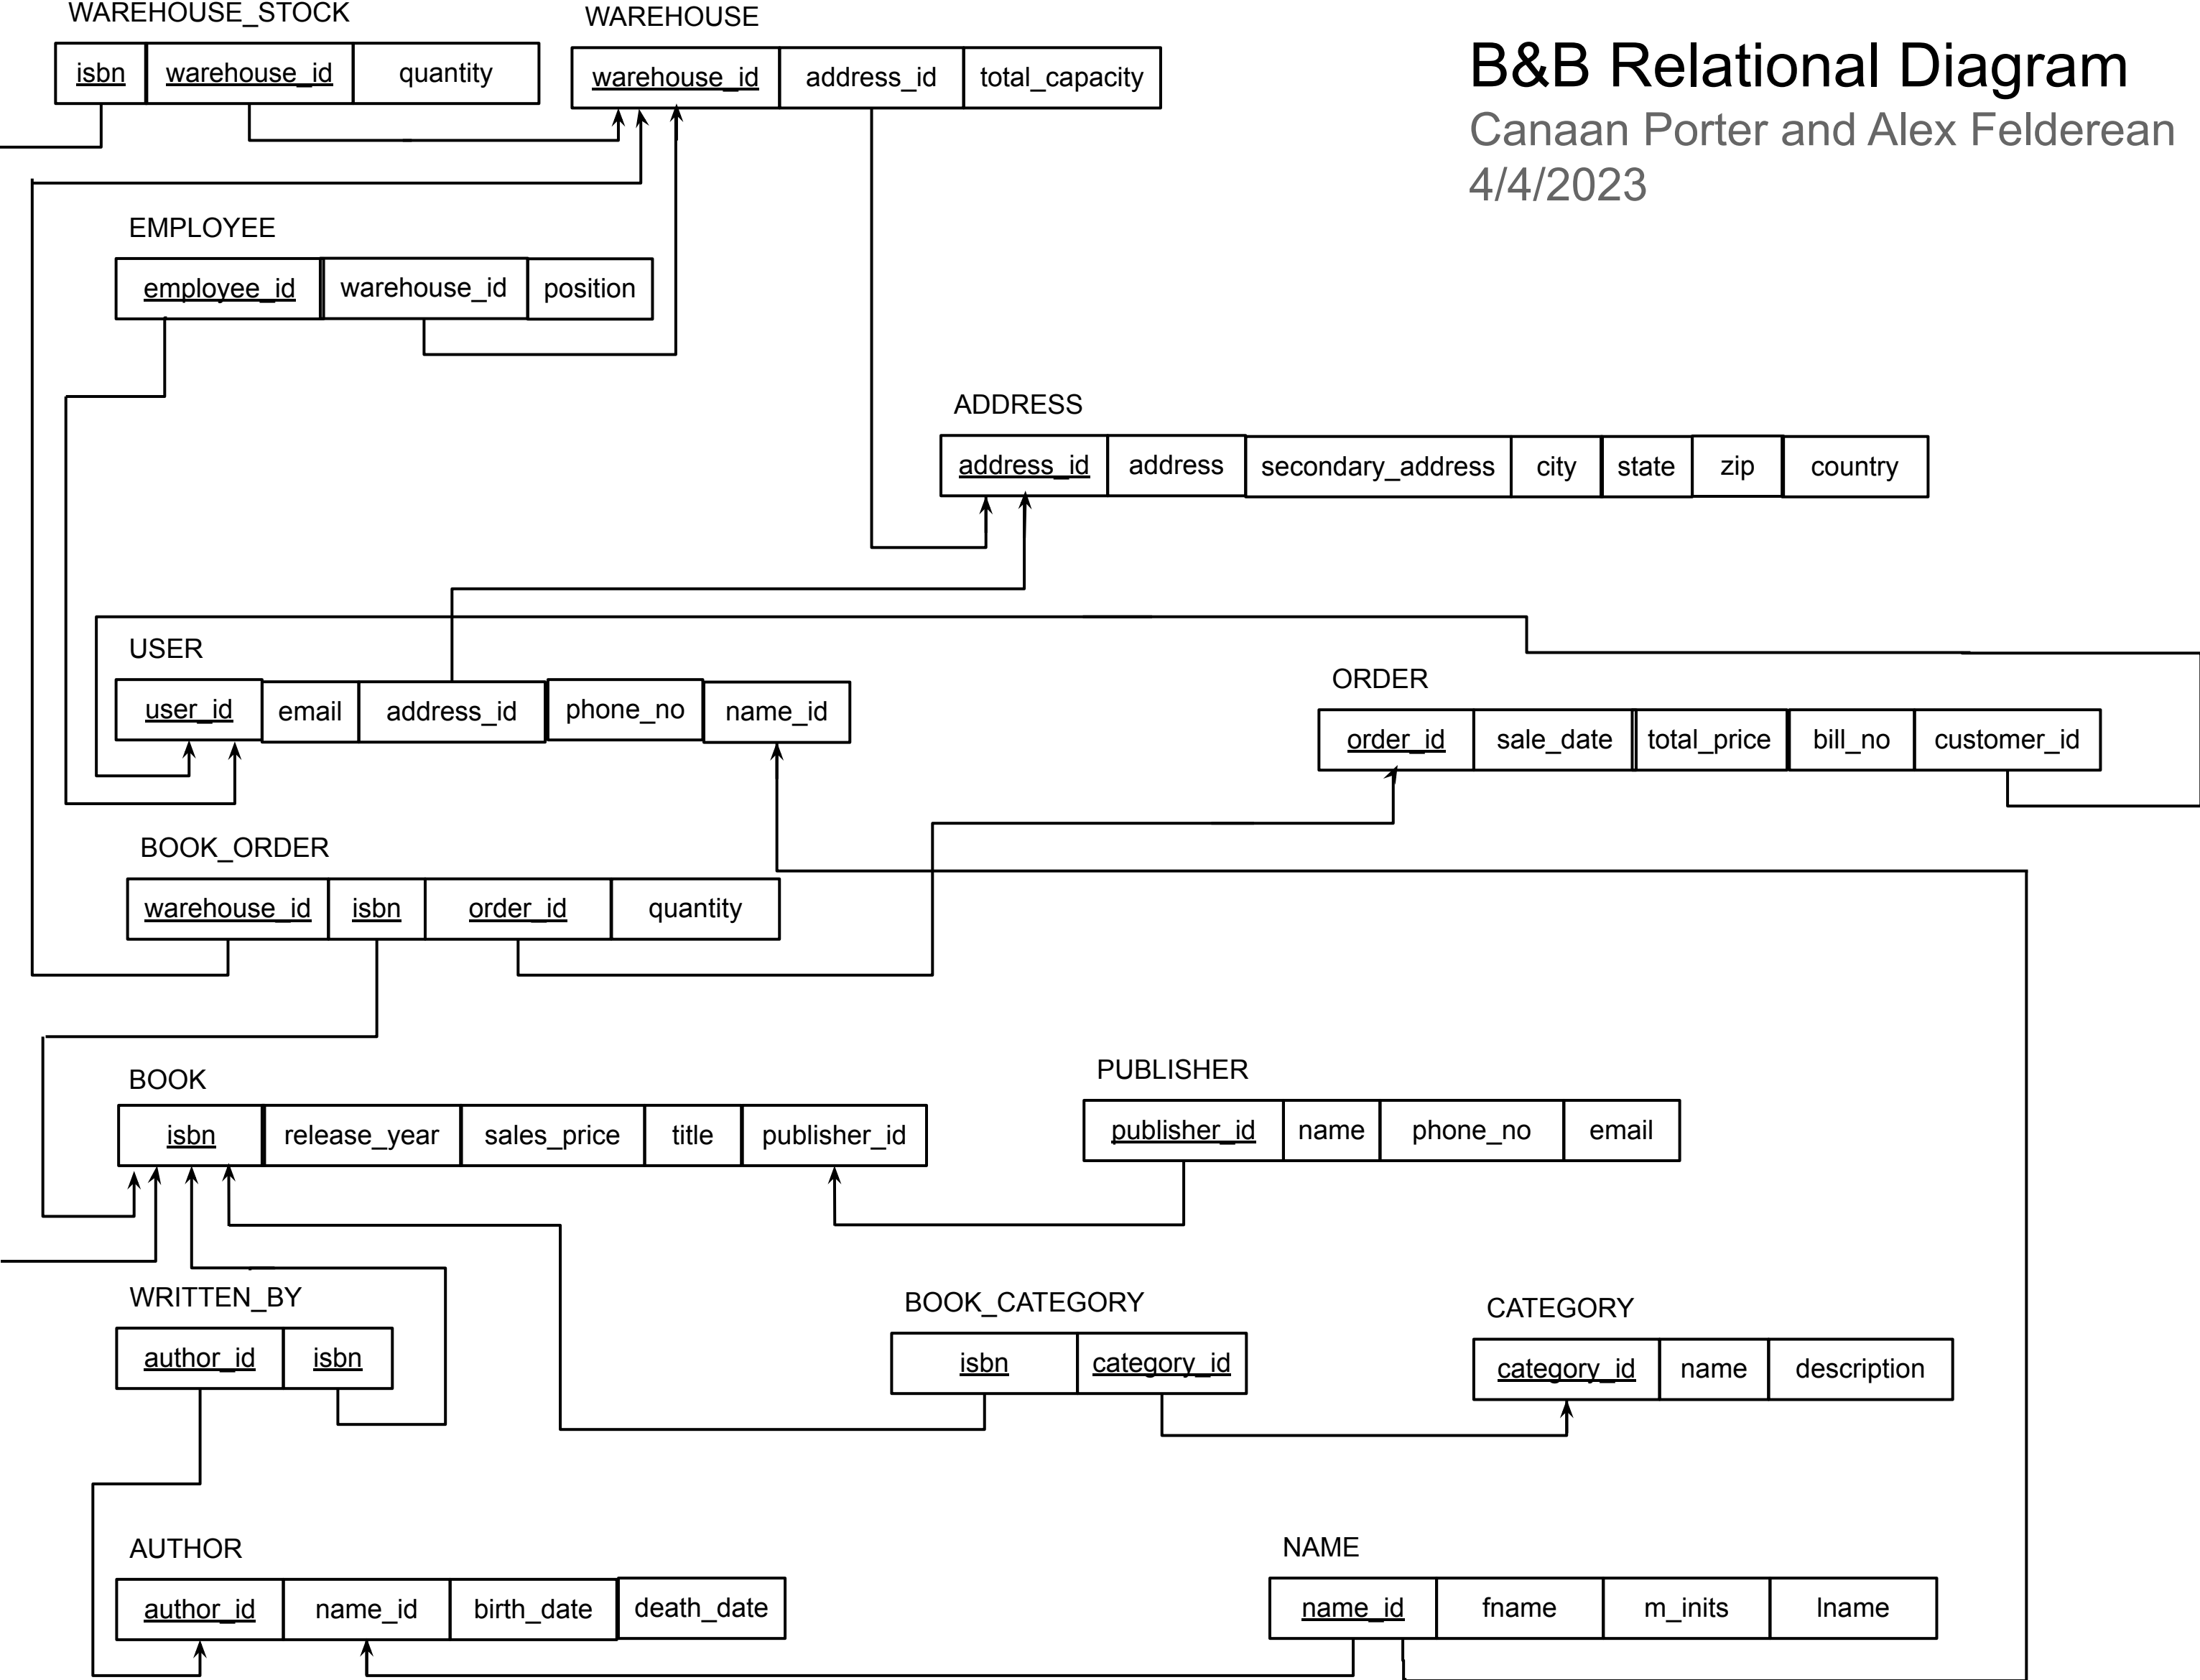 WAREHOUSE_STOCK
isbn warehouse_id quantity
WAREHOUSE
warehouse_id address_id total_capacity
B&B Relational Diagram
Canaan Porter and Alex Felderean
4/4/2023
EMPLOYEE
employee_id warehouse_id position
ADDRESS
address_id address secondary_address city state zip country
USER
user_id email address_id phone_no name_id
ORDER
order_id sale_date total_price bill_no customer_id
BOOK_ORDER
warehouse_id isbn order_id quantity
BOOK
isbn release_year sales_price title publisher_id
PUBLISHER
publisher_id name phone_no email
WRITTEN_BY
author_id isbn
BOOK_CATEGORY
isbn category_id
CATEGORY
category_id name description
AUTHOR
author_id name_id birth_date death_date
NAME
name_id fname m_inits lname